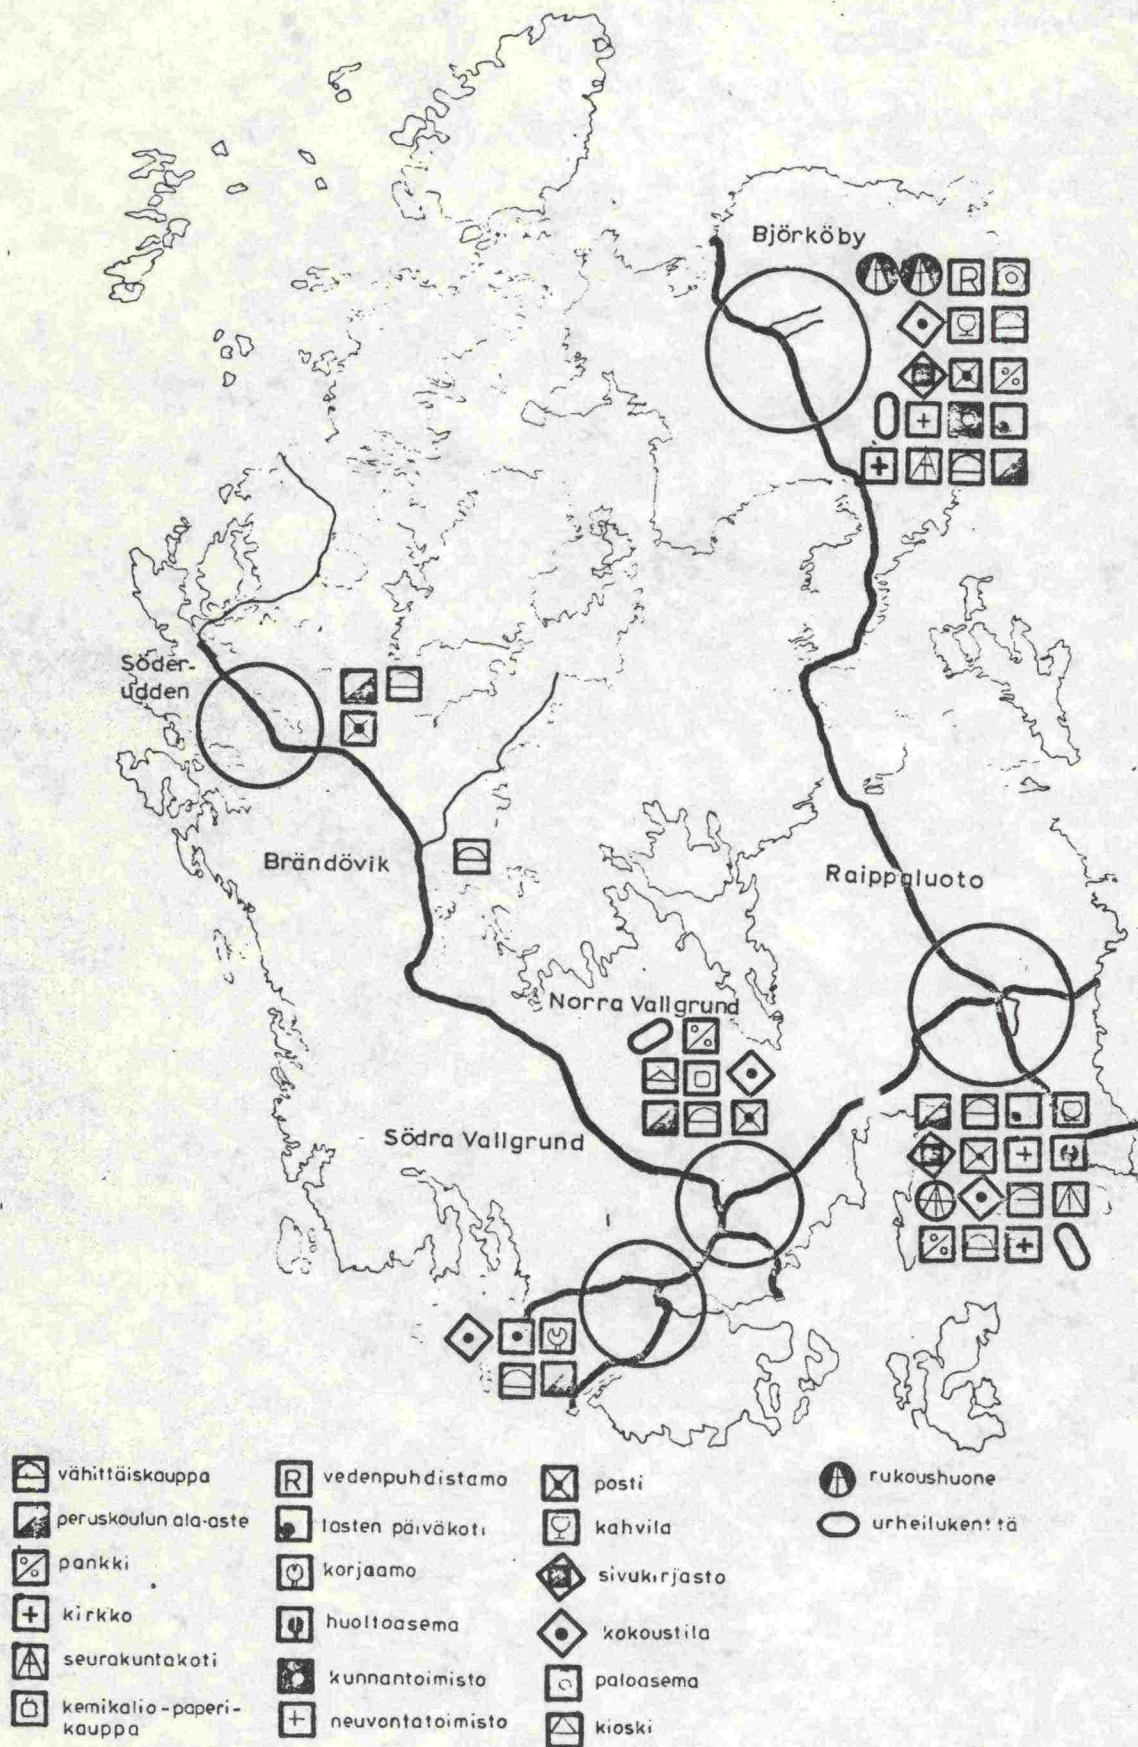 Björköby
R
Söder-
udden
Brändövik
Raippaluoto
Norra Vallgrund
Södra Vallgrund
vähittäiskauppa
peruskoulun ala-aste
pankki
kirkko
seurakuntakoti
kemikalio-paperi-
kauppa
R vedenpuhdistamo
lasten päiväkoti
korjaamo
huoltoasema
kunnantoimisto
neuvontatoimisto
posti
kahvila
sivukirjasto
kokoustila
paloasema
kioski
rukoushuone
urheilukenttä